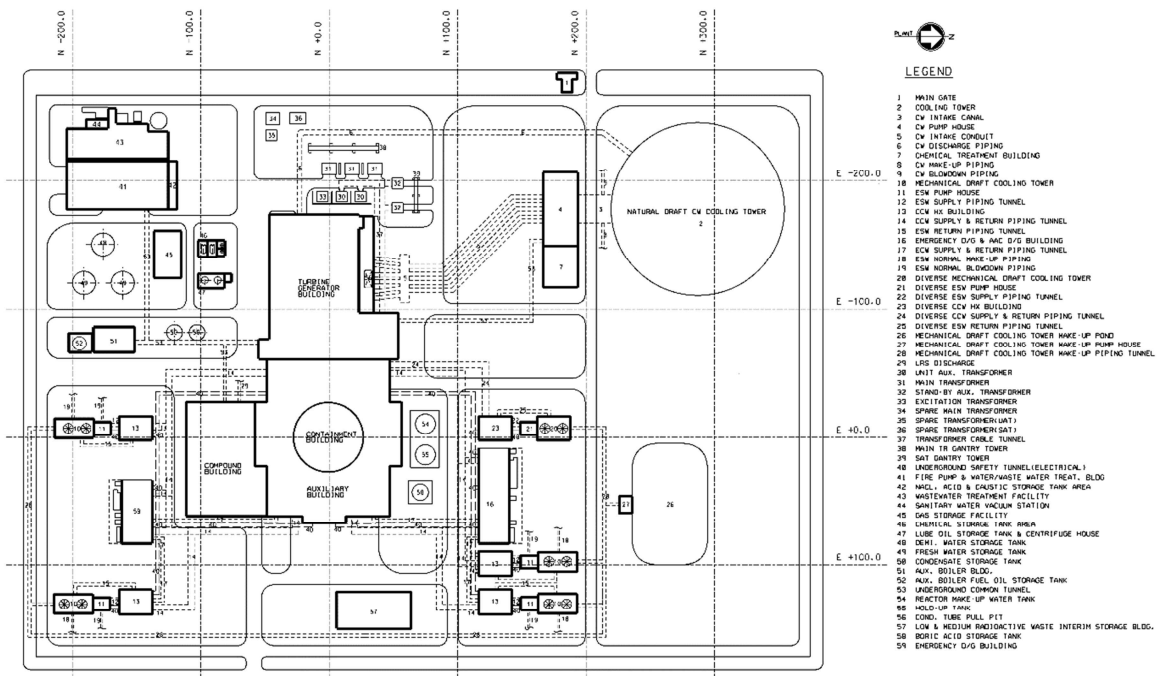 N -200.0
N -100.0
N +0.0
N +100.0
N +200.0
N +300.0
E -200.0
E -100.0
E +0.0
E +100.0
NATURAL DRAFT CW COOLING TOWER
2
TURBINE
GENERATOR
BUILDING
CONTAINMENT
BUILDING
COMPOUND
BUILDING
AUXILIARY
BUILDING
PLANT
LEGEND
1 MAIN GATE
2 COOLING TOWER
3 CW INTAKE CANAL
4 CW PUMP HOUSE
5 CW INTAKE CONDUIT
6 CW DISCHARGE PIPING
7 CHEMICAL TREATMENT BUILDING
8 CW MAKE-UP PIPING
9 CW BLOWDOWN PIPING
10 MECHANICAL DRAFT COOLING TOWER
11 ESW PUMP HOUSE
12 ESW SUPPLY PIPING TUNNEL
13 CCW HX BUILDING
14 CCW SUPPLY & RETURN PIPING TUNNEL
15 ESW RETURN PIPING TUNNEL
16 EMERGENCY D/G & AAC D/G BUILDING
17 ECW SUPPLY & RETURN PIPING TUNNEL
18 ESW NORMAL MAKE-UP PIPING
19 ESW NORMAL BLOWDOWN PIPING
20 DIVERSE MECHANICAL DRAFT COOLING TOWER
21 DIVERSE ESW PUMP HOUSE
22 DIVERSE ESW SUPPLY PIPING TUNNEL
23 DIVERSE CCW HX BUILDING
24 DIVERSE CCW SUPPLY & RETURN PIPING TUNNEL
25 DIVERSE ESW RETURN PIPING TUNNEL
26 MECHANICAL DRAFT COOLING TOWER MAKE-UP POND
27 MECHANICAL DRAFT COOLING TOWER MAKE-UP PUMP HOUSE
28 MECHANICAL DRAFT COOLING TOWER MAKE-UP PIPING TUNNEL
29 LRS DISCHARGE
30 UNIT AUX. TRANSFORMER
31 MAIN TRANSFORMER
32 STAND-BY AUX. TRANSFORMER
33 EXCITATION TRANSFORMER
34 SPARE MAIN TRANSFORMER
35 SPARE TRANSFORMER(UAT)
36 SPARE TRANSFORMER(SAT)
37 TRANSFORMER CABLE TUNNEL
38 MAIN TR GANTRY TOWER
39 SAT GANTRY TOWER
40 UNDERGROUND SAFETY TUNNEL(ELECTRICAL)
41 FIRE PUMP & WATER/WASTE WATER TREAT. BLDG
42 NACL, ACID & CAUSTIC STORAGE TANK AREA
43 WASTEWATER TREATMENT FACILITY
44 SANITARY WATER VACUUM STATION
45 GAS STORAGE FACILITY
46 CHEMICAL STORAGE TANK AREA
47 LUBE OIL STORAGE TANK & CENTRIFUGE HOUSE
48 DEMI. WATER STORAGE TANK
49 FRESH WATER STORAGE TANK
50 CONDENSATE STORAGE TANK
51 AUX. BOILER BLDG.
52 AUX. BOILER FUEL OIL STORAGE TANK
53 UNDERGROUND COMMON TUNNEL
54 REACTOR MAKE-UP WATER TANK
55 HOLD-UP TANK
56 COND. TUBE PULL PIT
57 LOW & MEDIUM RADIOACTIVE WASTE INTERIM STORAGE BLDG.
58 BORIC ACID STORAGE TANK
59 EMERGENCY D/G BUILDING